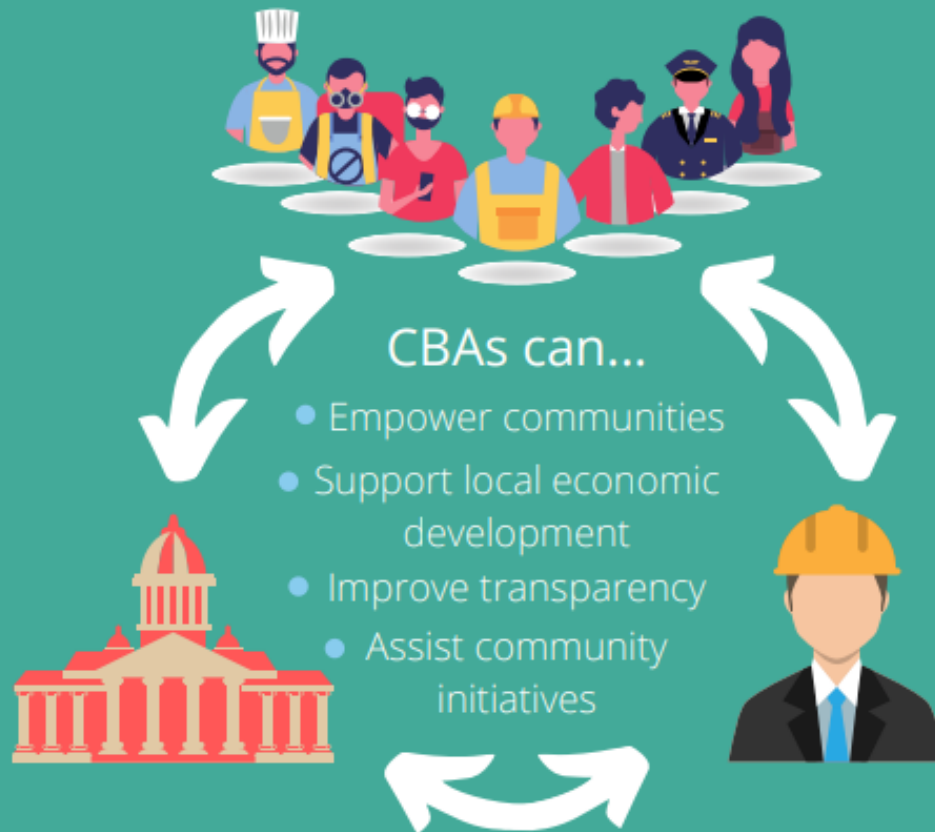 CBAs can...
Empower communities
Support local economic
development
Improve transparency
Assist community
initiatives